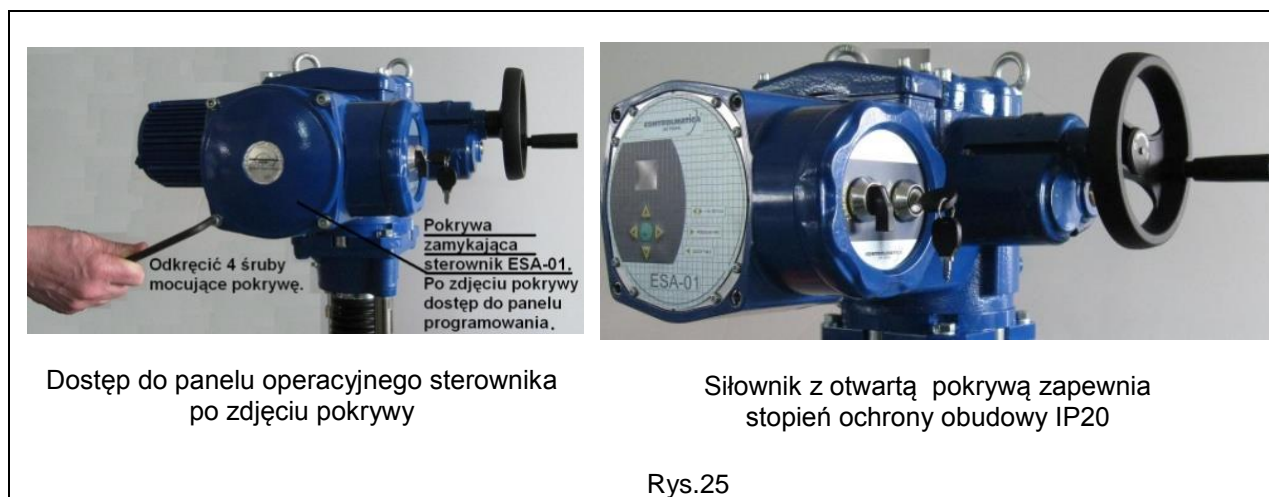 Odkręcić 4 śruby
mocujące pokrywę.
Pokrywa
zamykająca
sterownik ESA-01.
Po zdjęciu pokrywy
dostęp do panelu
programowania.
CONTROLMATICA
ESA-01
Dostęp do panelu operacyjnego sterownika
po zdjęciu pokrywy
Siłownik z otwartą pokrywą zapewnia
stopień ochrony obudowy IP20
Rys.25